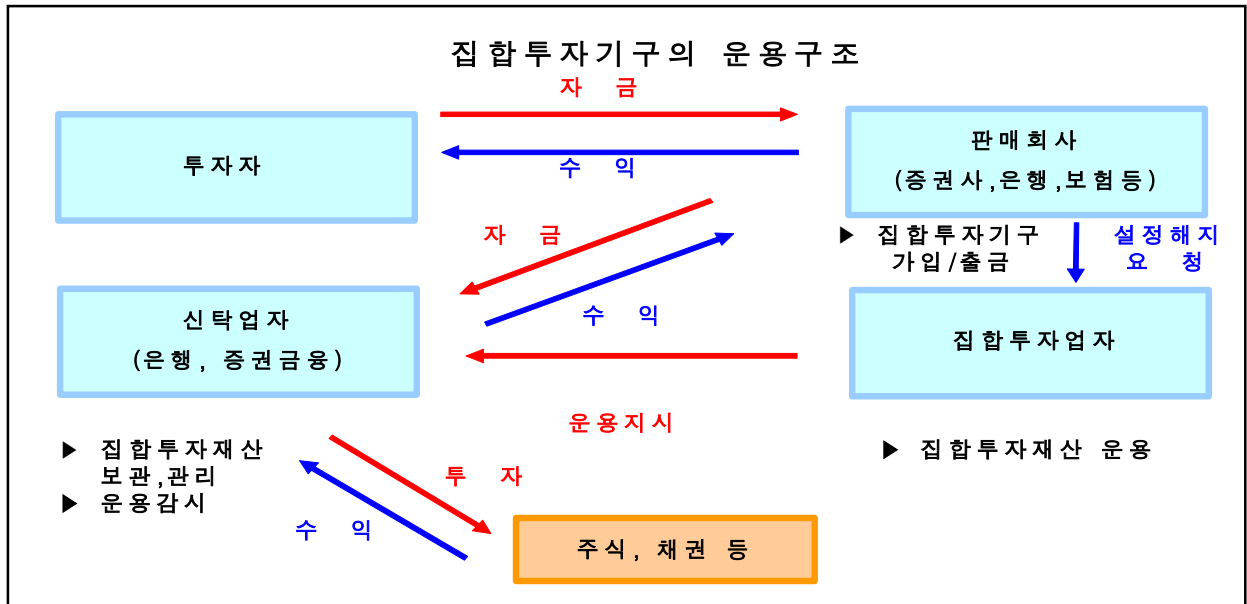 집합투자기구의 운용구조
자 금
투자자
판매회사
(증권사,은행,보험등)
수 익
자 금
▶ 집합투자기구
가입/출금
설정해지
요 청
수 익
신탁업자
(은행, 증권금융)
집합투자업자
운용지시
▶ 집합투자재산
보관,관리
▶ 운용감시
▶ 집합투자재산 운용
투 자
수 익
주식, 채권 등